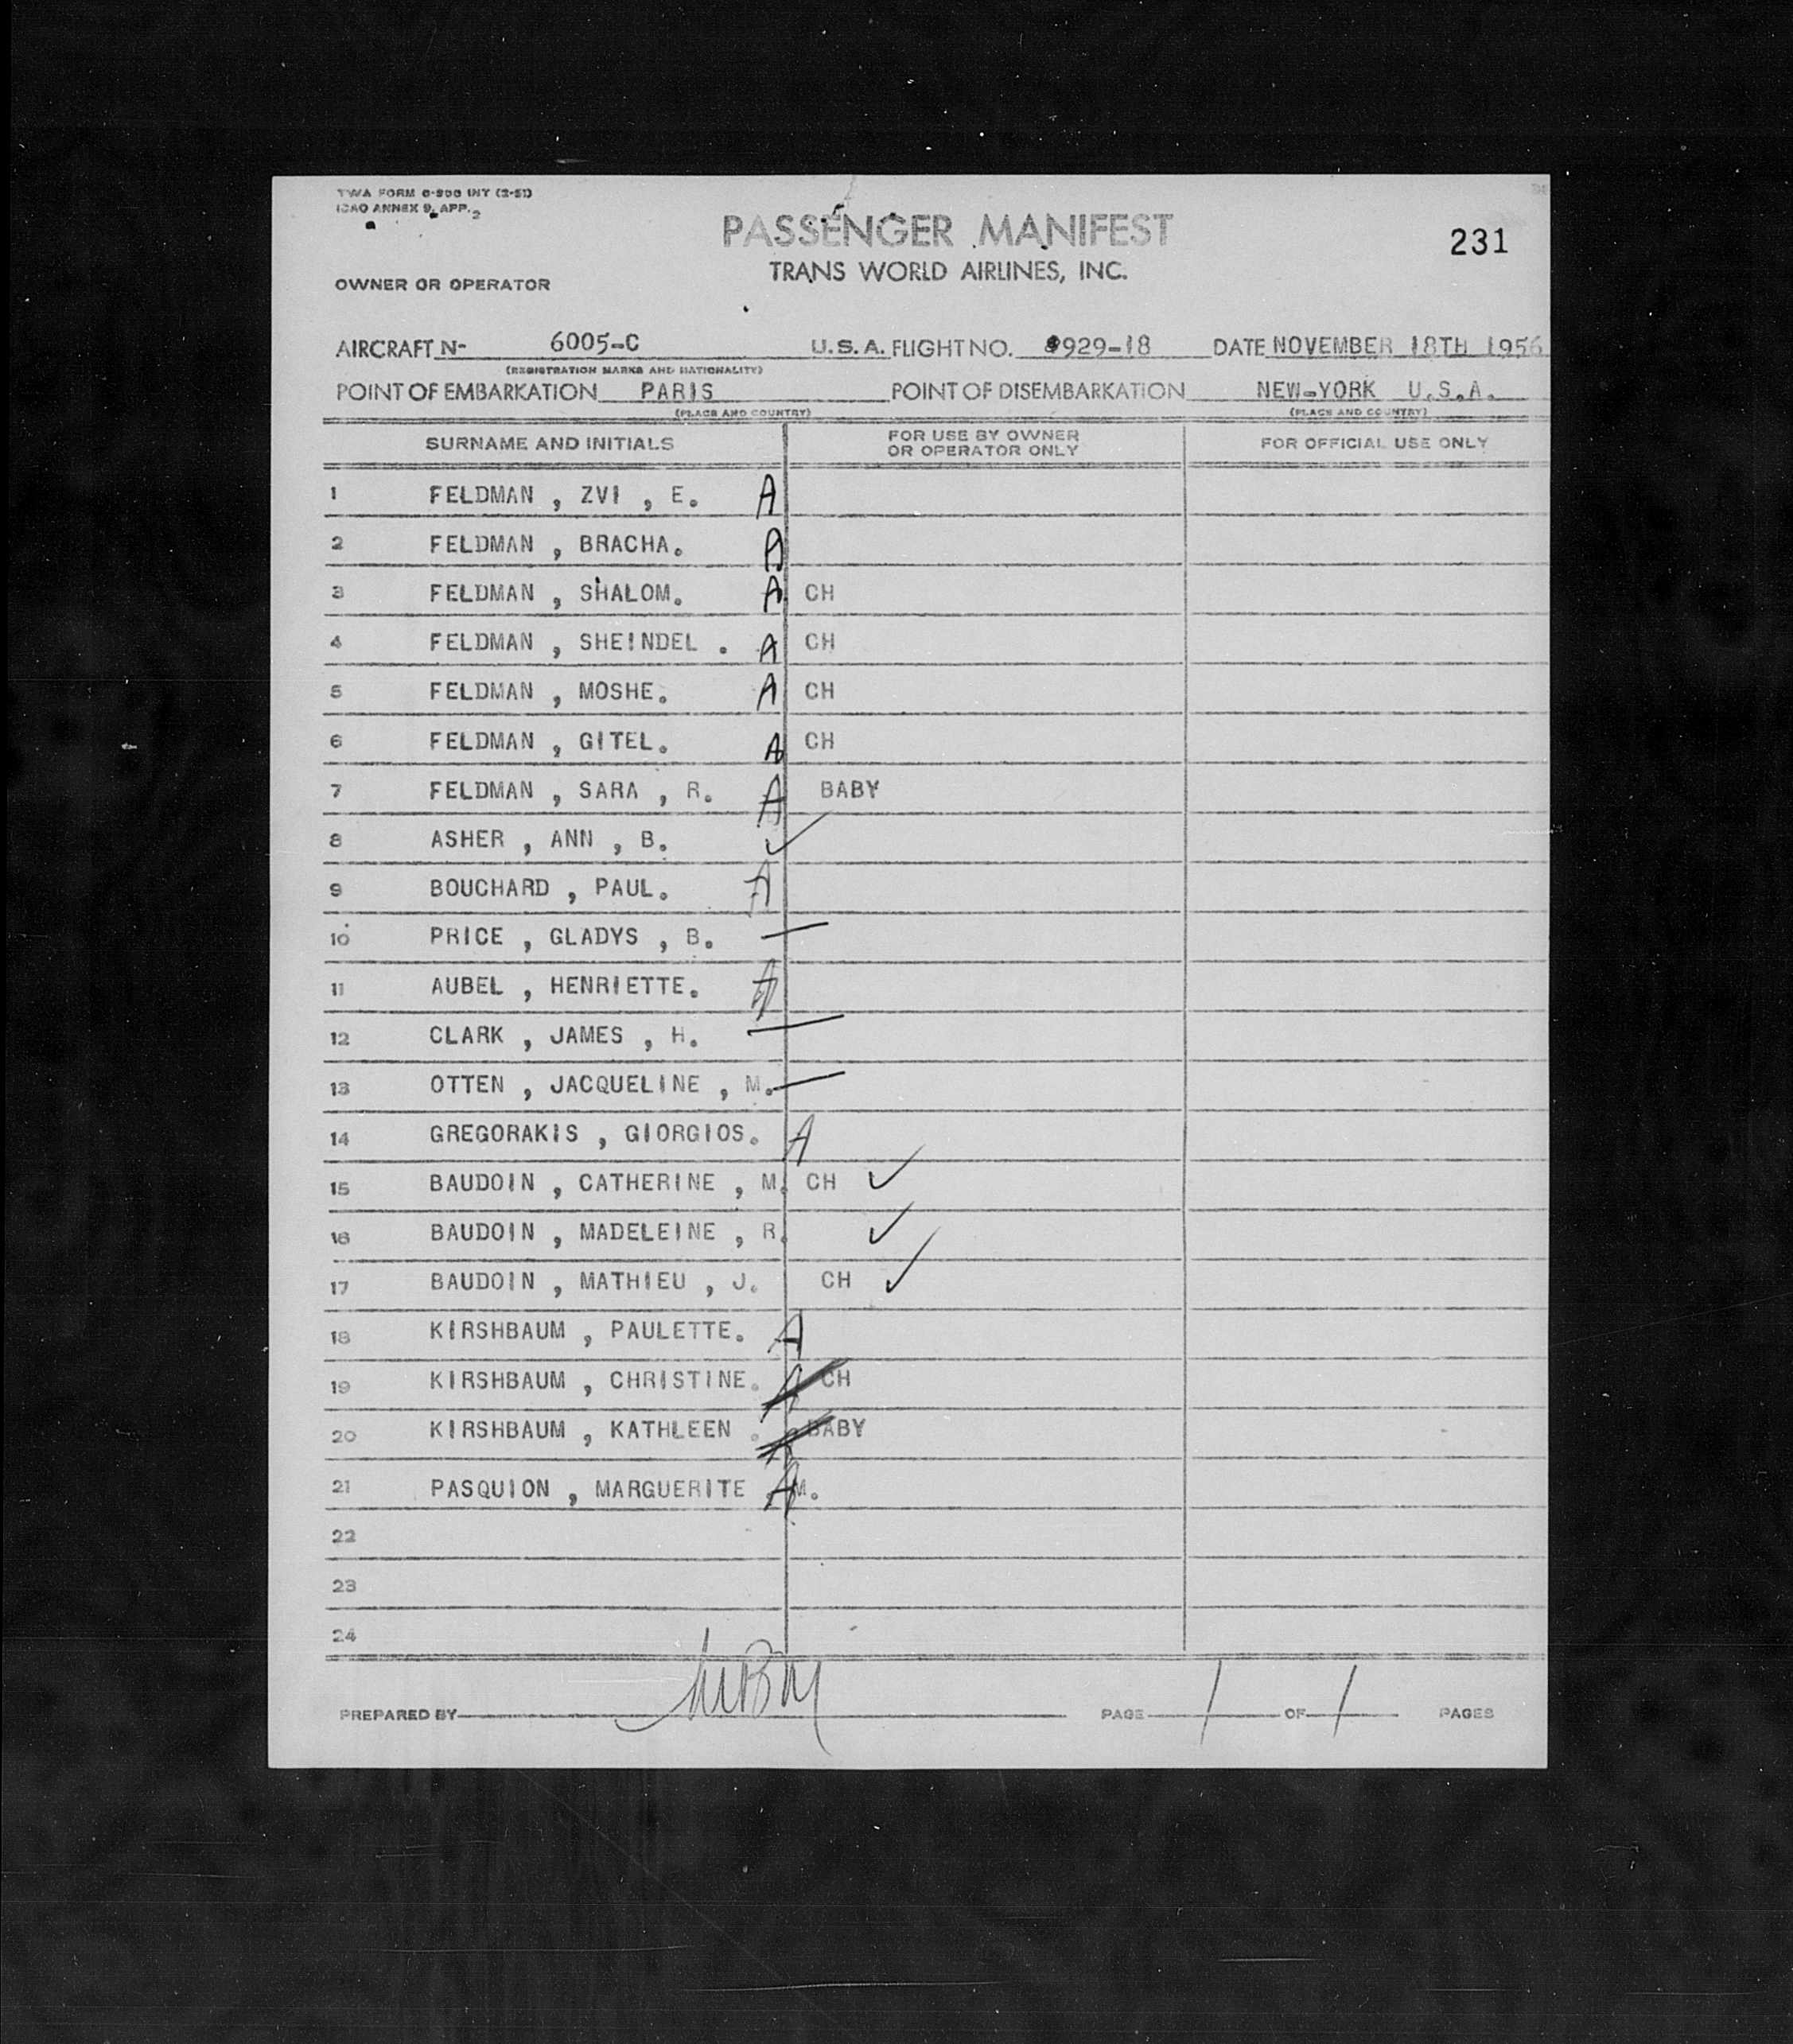 TWA FORM 0-900 INT (2-51)
ICAO ANNEX 9, APP. 2
PASSENGER MANIFEST
231
TRANS WORLD AIRLINES, INC.
OWNER OR OPERATOR
AIRCRAFT N- 6005-C U.S.A. FLIGHT NO. 929-18 DATE NOVEMBER 18TH 1956
(REGISTRATION MARKS AND NATIONALITY)
POINT OF EMBARKATION PARIS POINT OF DISEMBARKATION NEW-YORK U.S.A.
(PLACE AND COUNTRY) (PLACE AND COUNTRY)
SURNAME AND INITIALS FOR USE BY OWNER OR OPERATOR ONLY FOR OFFICIAL USE ONLY
1 FELDMAN , ZVI , E. A
2 FELDMAN , BRACHA. A
3 FELDMAN , SHALOM. A CH
4 FELDMAN , SHEINDEL . A CH
5 FELDMAN , MOSHE. A CH
6 FELDMAN , GITEL. A CH
7 FELDMAN , SARA , R. A BABY
8 ASHER , ANN , B. ✓
9 BOUCHARD , PAUL. A
10 PRICE , GLADYS , B. —
11 AUBEL , HENRIETTE. A
12 CLARK , JAMES , H. —
13 OTTEN , JACQUELINE , M. —
14 GREGORAKIS , GIORGIOS. A
15 BAUDOIN , CATHERINE , M. CH ✓
16 BAUDOIN , MADELEINE , R. ✓
17 BAUDOIN , MATHIEU , J. CH ✓
18 KIRSHBAUM , PAULETTE. A
19 KIRSHBAUM , CHRISTINE. A CH
20 KIRSHBAUM , KATHLEEN . A BABY
21 PASQUION , MARGUERITE , M. A
22
23
24
PREPARED BY PAGE 1 OF 1 PAGES